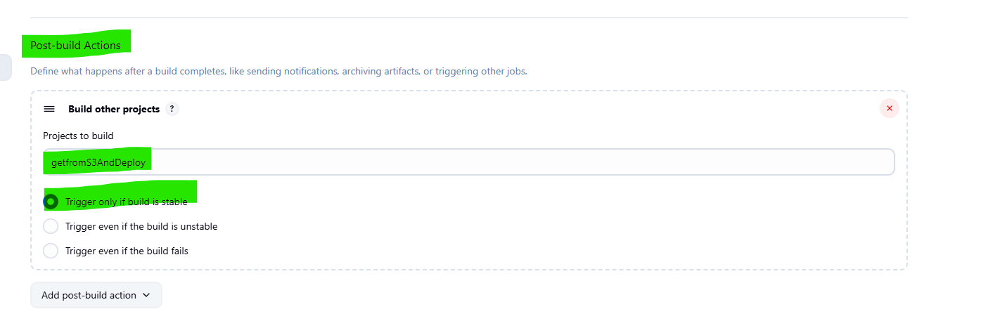 Post-build Actions
Define what happens after a build completes, like sending notifications, archiving artifacts, or triggering other jobs.
Build other projects ?
Projects to build
getfromS3AndDeploy
Trigger only if build is stable
Trigger even if the build is unstable
Trigger even if the build fails
Add post-build action